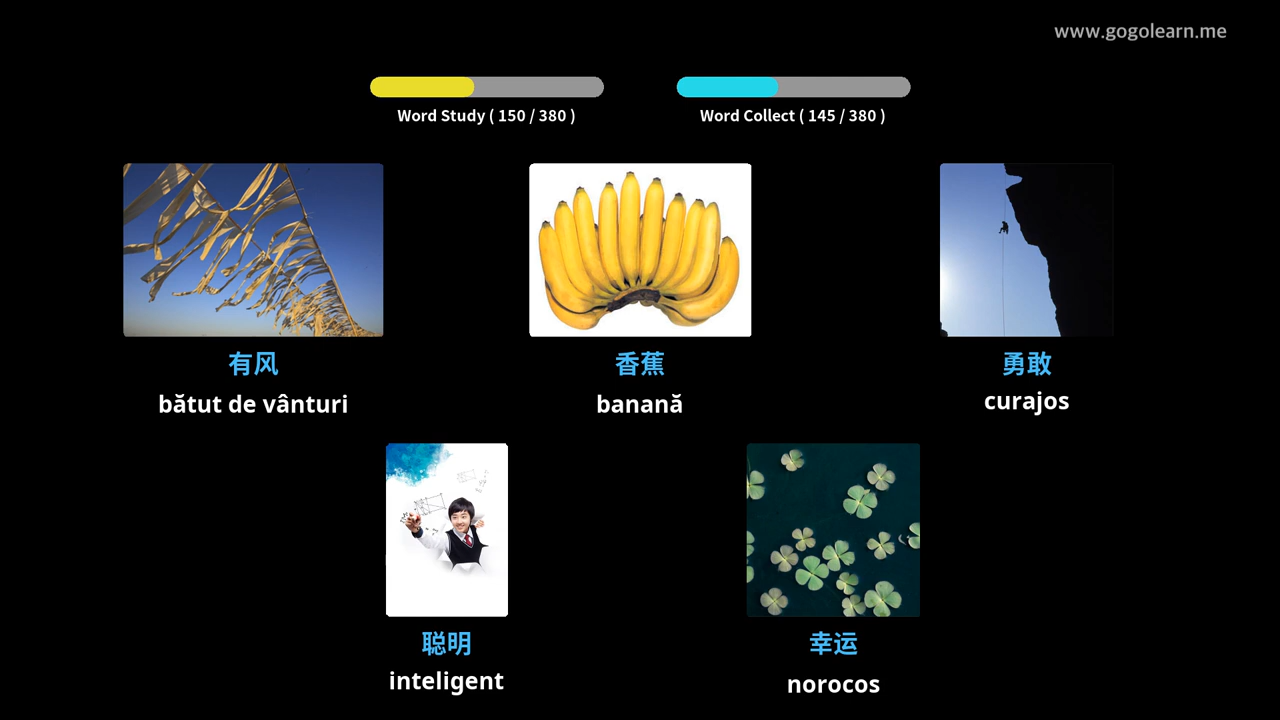 www.gogolearn.me
Word Study ( 150 / 380 )
Word Collect ( 145 / 380 )
有风
bătut de vânturi
香蕉
banană
勇敢
curajos
聪明
inteligent
幸运
norocos